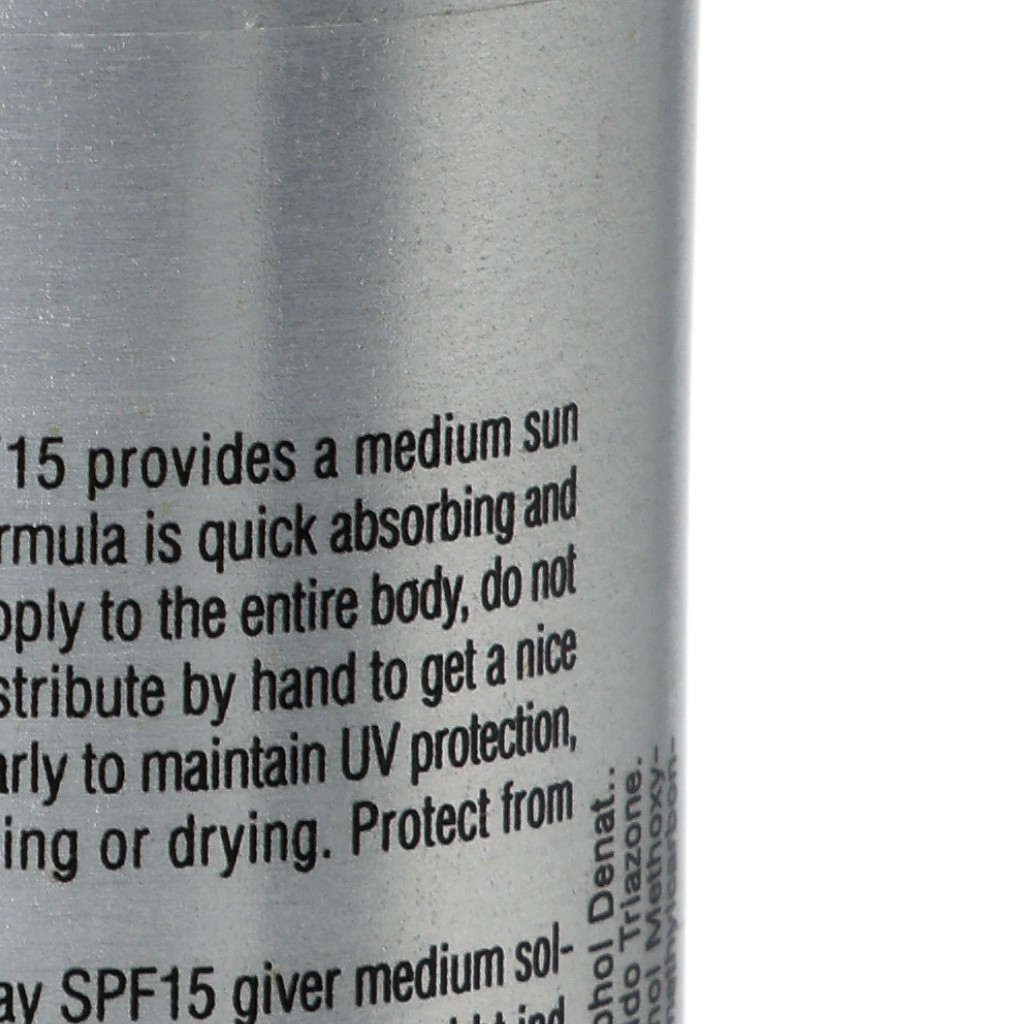 15 provides a medium sun
rmula is quick absorbing and
pply to the entire body, do not
stribute by hand to get a nice
arly to maintain UV protection,
ing or drying. Protect from
ay SPF15 giver medium sol-
ind
phol Denat..
ido Triazone.
nol Methoxy-